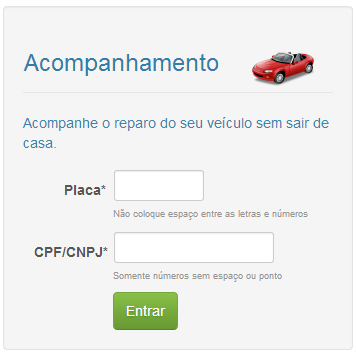 Acompanhamento
Acompanhe o reparo do seu veículo sem sair de
casa.
Placa*
Não coloque espaço entre as letras e números
CPF/CNPJ*
Somente números sem espaço ou ponto
Entrar